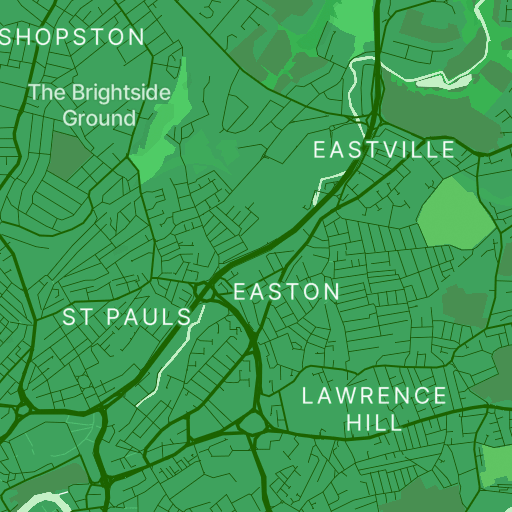 SHOPSTON
The Brightside
Ground
EASTVILLE
EASTON
ST PAULS
LAWRENCE
HILL